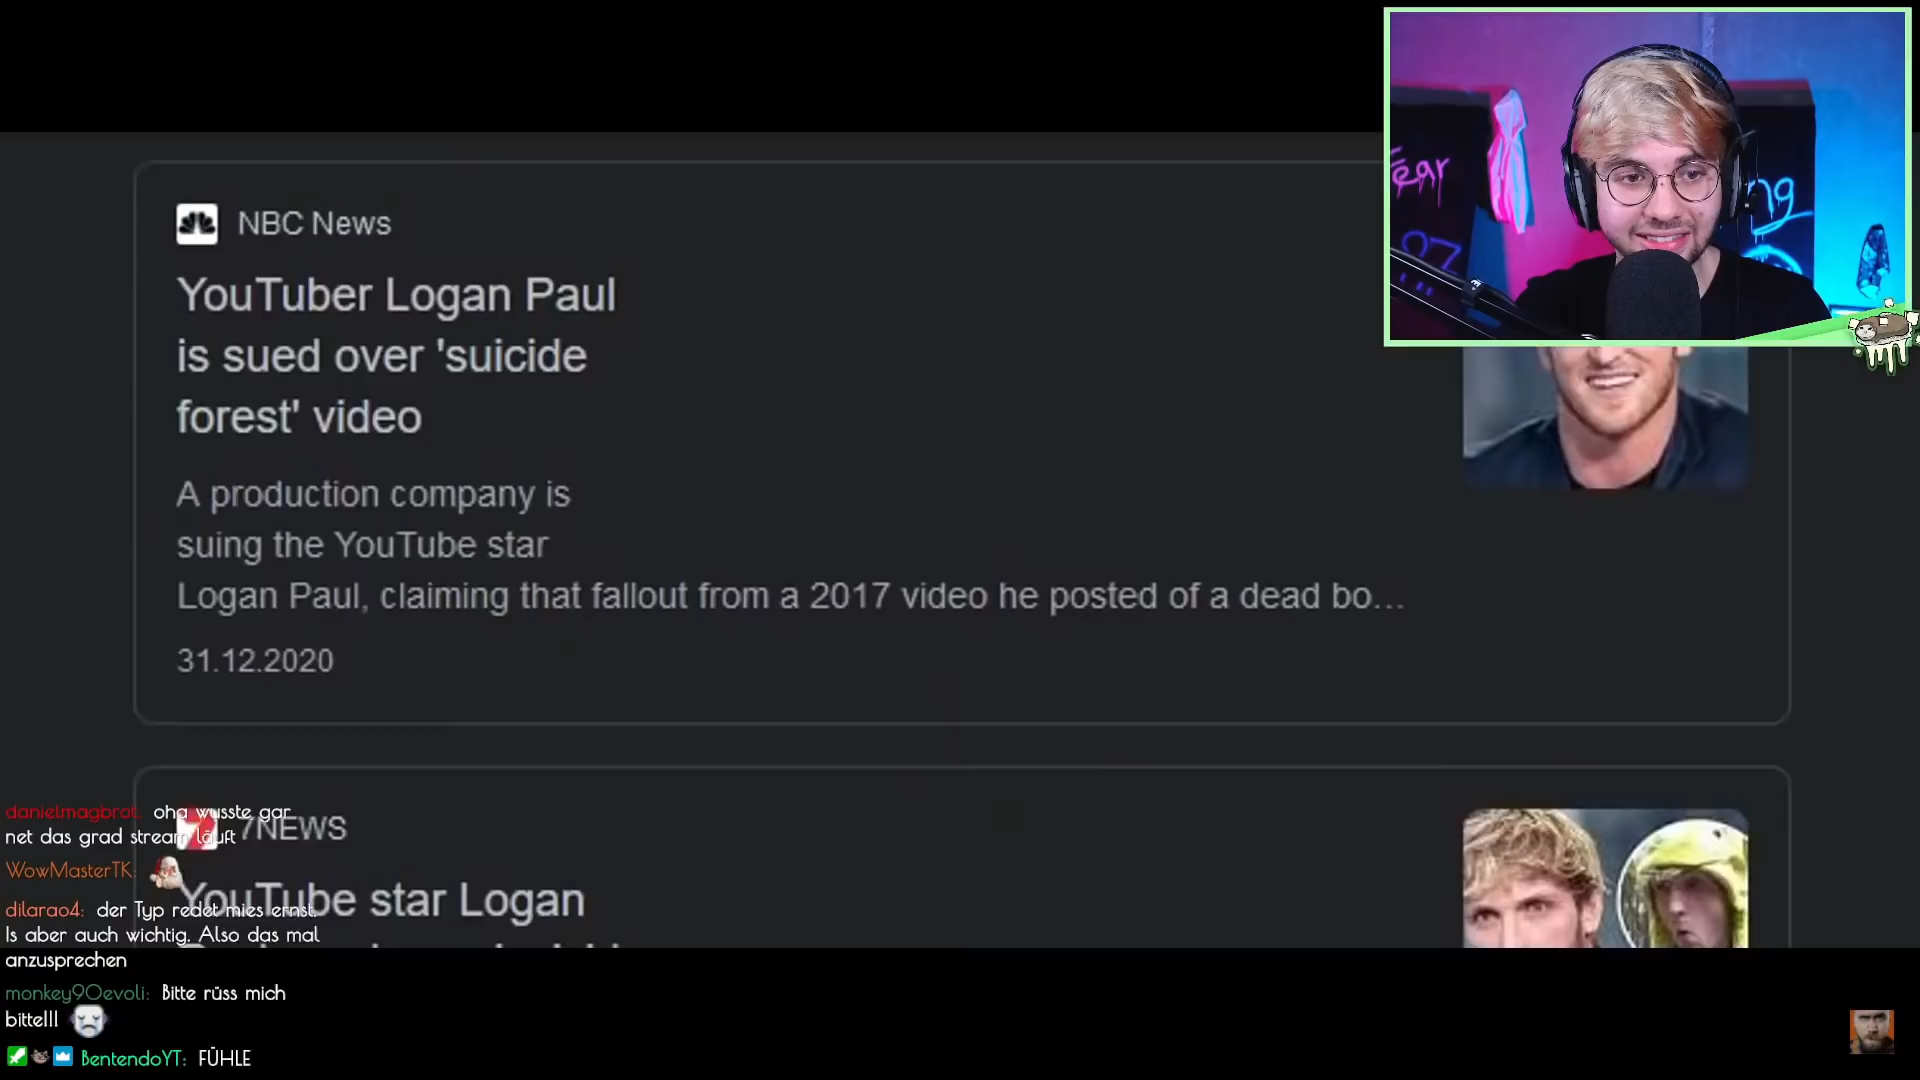 NBC News
YouTuber Logan Paul
is sued over 'suicide
forest' video
A production company is
suing the YouTube star
Logan Paul, claiming that fallout from a 2017 video he posted of a dead bo...
31.12.2020
7NEWS
YouTube star Logan
danielmagbrot: oha wusste gar
net das grad stream läuft
WowMasterTK:
dilarao4: der Typ redet mies ernst.
Is aber auch wichtig. Also das mal
anzusprechen
monkey90evoli: Bitte rüss mich
bitte!!!
BentendoYT: FÜHLE